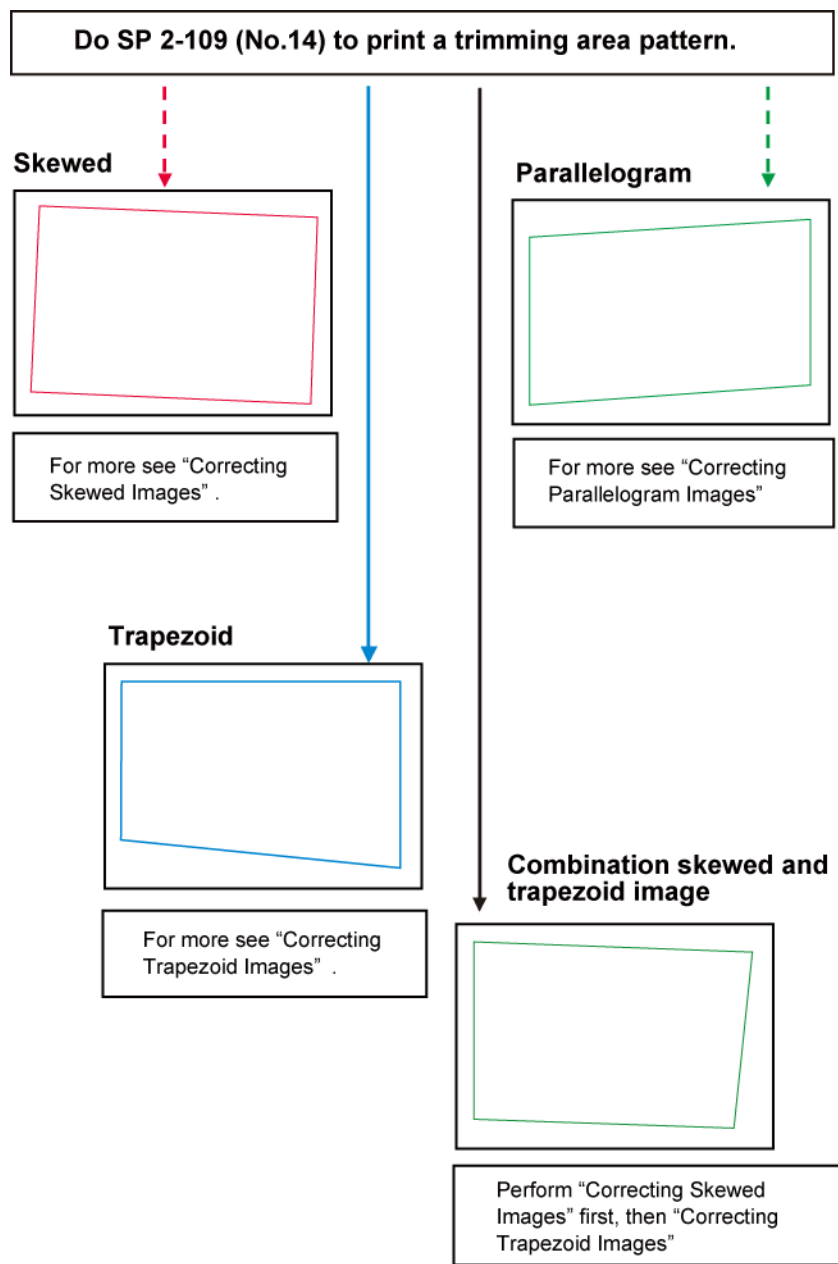 Do SP 2-109 (No.14) to print a trimming area pattern.
Skewed
Parallelogram
For more see “Correcting
Skewed Images” .
For more see “Correcting
Parallelogram Images”
Trapezoid
For more see “Correcting
Trapezoid Images” .
Combination skewed and
trapezoid image
Perform “Correcting Skewed
Images” first, then “Correcting
Trapezoid Images”